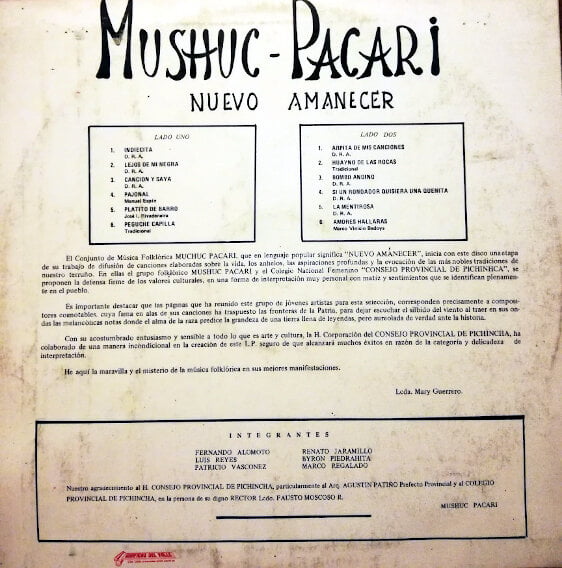 MUSHUC - PACARI
NUEVO AMANECER
LADO UNO
1. INDIECITA
D. R. A.
2. LEJOS DE MI NEGRA
D. R. A.
3. CANCION Y SAYA
D. R. A.
4. PAJONAL
Manuel Espín
5. PLATITO DE BARRO
José I. Rivadeneira
6. PEGUCHE CAPILLA
Tradicional
LADO DOS
1. ARPITA DE MIS CANCIONES
D. R. A.
2. HUAYNO DE LAS ROCAS
Tradicional
3. BOMBO ANDINO
D. R. A.
4. SI UN RONDADOR QUISIERA UNA QUENITA
D. R. A.
5. LA MENTIROSA
D. R. A.
6. AMORES HALLARAS
Marco Vinicio Bedoya
El Conjunto de Música Folklórica MUCHUC PACARI, que en lenguaje popular significa "NUEVO AMANECER", inicia con este disco una etapa
de su trabajo de difusión de canciones elaboradas sobre la vida, los anhelos, las aspiraciones profundas y la evocación de las más nobles tradiciones de
nuestro terruño. En ellas el grupo folklónico MUSHUC PACARI y el Colegio Nacional Femenino "CONSEJO PROVINCIAL DE PICHINCHA", se
proponen la defensa firme de los valores culturales, en una forma de interpretación muy personal con matiz y sentimientos que se identifican plenamen-
te en el pueblo.
Es importante destacar que las páginas que ha reunido este grupo de jóvenes artistas para esta selección, corresponden precisamente a composi-
tores connotables, cuya fama en alas de sus canciones ha traspuesto las fronteras de la Patria, para dejar escuchar el silbido del viento al traer en sus on-
das las melancólicas notas donde el alma de la raza predice la grandeza de una tierra llena de leyendas, pero aureolada de verdad ante la historia.
Con su acostumbrado entusiasmo y sensible a todo lo que es arte y cultura, la H. Corporación del CONSEJO PROVINCIAL DE PICHINCHA, ha
colaborado de una manera incondicional en la creación de este L.P. seguro de que alcanzará muchos éxitos en razón de la categoría y delicadeza de
interpretación.
He aquí la maravilla y el misterio de la música folklórica en sus mejores manifestaciones.
Lcda. Mary Guerrero.
INTEGRANTES
FERNANDO ALOMOTO RENATO JARAMILLO
LUIS REYES BYRON PIEDRAHITA
PATRICIO VASCONEZ MARCO REGALADO
Nuestro agradecimiento al H. CONSEJO PROVINCIAL DE PICHINCHA, particularmente al Arq. AGUSTIN PATIÑO Prefecto Provincial y al COLEGIO
PROVINCIAL DE PICHINCHA, en la persona de su digno RECTOR Lcdo. FAUSTO MOSCOSO R.
MUSHUC PACARI
GRAFICAS DEL VALLE